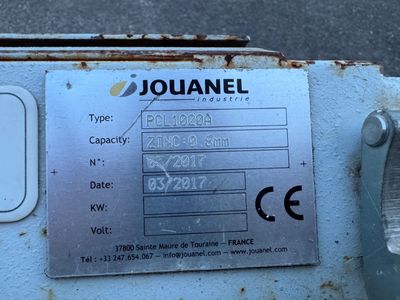 JOUANEL
industrie
Type: PCL1020A
Capacity: ZINC-0.8mm
N°: 05/2017
Date: 03/2017
KW:
Volt:
CE
37800 Sainte Maure de Touraine — FRANCE
Tél : +33 247.654.067 — info@jouanel.com — www.jouanel.com